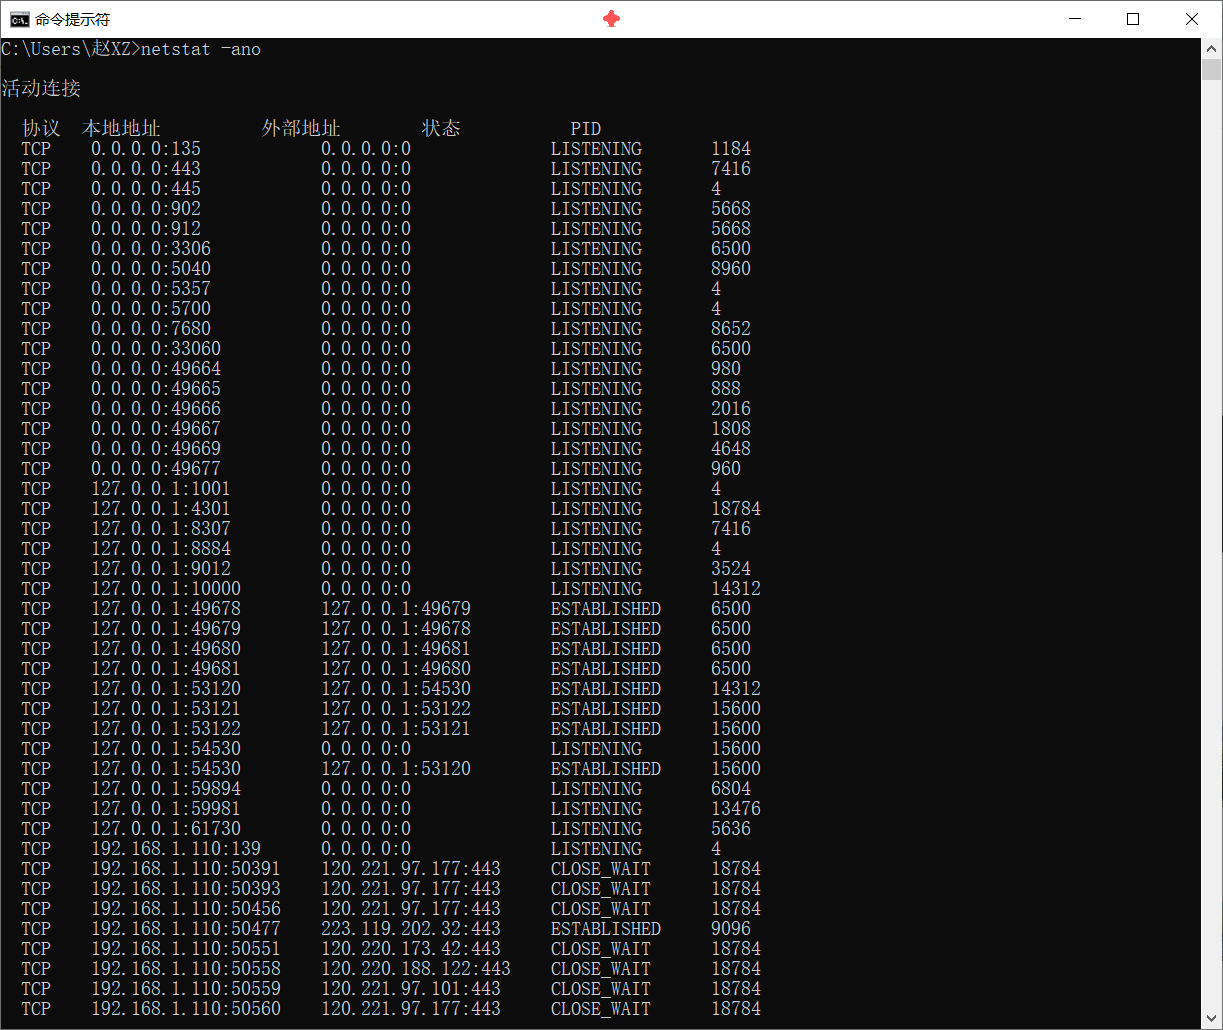 命令提示符
C:\Users\赵XZ>netstat -ano
活动连接
协议 本地地址 外部地址 状态 PID
TCP 0.0.0.0:135 0.0.0.0:0 LISTENING 1184
TCP 0.0.0.0:443 0.0.0.0:0 LISTENING 7416
TCP 0.0.0.0:445 0.0.0.0:0 LISTENING 4
TCP 0.0.0.0:902 0.0.0.0:0 LISTENING 5668
TCP 0.0.0.0:912 0.0.0.0:0 LISTENING 5668
TCP 0.0.0.0:3306 0.0.0.0:0 LISTENING 6500
TCP 0.0.0.0:5040 0.0.0.0:0 LISTENING 8960
TCP 0.0.0.0:5357 0.0.0.0:0 LISTENING 4
TCP 0.0.0.0:5700 0.0.0.0:0 LISTENING 4
TCP 0.0.0.0:7680 0.0.0.0:0 LISTENING 8652
TCP 0.0.0.0:33060 0.0.0.0:0 LISTENING 6500
TCP 0.0.0.0:49664 0.0.0.0:0 LISTENING 980
TCP 0.0.0.0:49665 0.0.0.0:0 LISTENING 888
TCP 0.0.0.0:49666 0.0.0.0:0 LISTENING 2016
TCP 0.0.0.0:49667 0.0.0.0:0 LISTENING 1808
TCP 0.0.0.0:49669 0.0.0.0:0 LISTENING 4648
TCP 0.0.0.0:49677 0.0.0.0:0 LISTENING 960
TCP 127.0.0.1:1001 0.0.0.0:0 LISTENING 4
TCP 127.0.0.1:4301 0.0.0.0:0 LISTENING 18784
TCP 127.0.0.1:8307 0.0.0.0:0 LISTENING 7416
TCP 127.0.0.1:8884 0.0.0.0:0 LISTENING 4
TCP 127.0.0.1:9012 0.0.0.0:0 LISTENING 3524
TCP 127.0.0.1:10000 0.0.0.0:0 LISTENING 14312
TCP 127.0.0.1:49678 127.0.0.1:49679 ESTABLISHED 6500
TCP 127.0.0.1:49679 127.0.0.1:49678 ESTABLISHED 6500
TCP 127.0.0.1:49680 127.0.0.1:49681 ESTABLISHED 6500
TCP 127.0.0.1:49681 127.0.0.1:49680 ESTABLISHED 6500
TCP 127.0.0.1:53120 127.0.0.1:54530 ESTABLISHED 14312
TCP 127.0.0.1:53121 127.0.0.1:53122 ESTABLISHED 15600
TCP 127.0.0.1:53122 127.0.0.1:53121 ESTABLISHED 15600
TCP 127.0.0.1:54530 0.0.0.0:0 LISTENING 15600
TCP 127.0.0.1:54530 127.0.0.1:53120 ESTABLISHED 15600
TCP 127.0.0.1:59894 0.0.0.0:0 LISTENING 6804
TCP 127.0.0.1:59981 0.0.0.0:0 LISTENING 13476
TCP 127.0.0.1:61730 0.0.0.0:0 LISTENING 5636
TCP 192.168.1.110:139 0.0.0.0:0 LISTENING 4
TCP 192.168.1.110:50391 120.221.97.177:443 CLOSE_WAIT 18784
TCP 192.168.1.110:50393 120.221.97.177:443 CLOSE_WAIT 18784
TCP 192.168.1.110:50456 120.221.97.177:443 CLOSE_WAIT 18784
TCP 192.168.1.110:50477 223.119.202.32:443 ESTABLISHED 9096
TCP 192.168.1.110:50551 120.220.173.42:443 CLOSE_WAIT 18784
TCP 192.168.1.110:50558 120.220.188.122:443 CLOSE_WAIT 18784
TCP 192.168.1.110:50559 120.221.97.101:443 CLOSE_WAIT 18784
TCP 192.168.1.110:50560 120.221.97.177:443 CLOSE_WAIT 18784